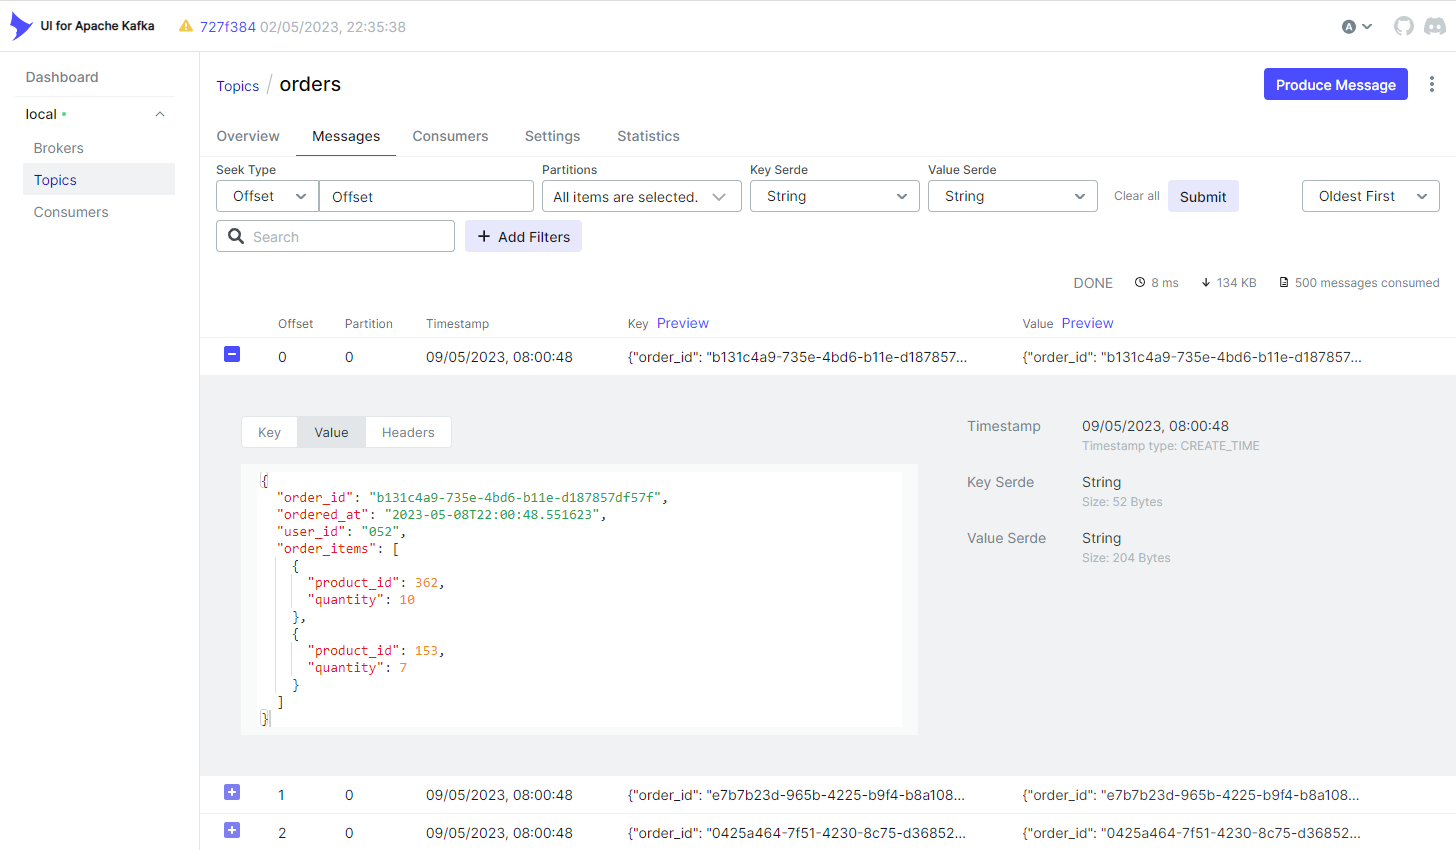 UI for Apache Kafka
727f384 02/05/2023, 22:35:38
A
Dashboard
local
Brokers
Topics
Consumers
Topics / orders
Produce Message
Overview Messages Consumers Settings Statistics
Seek Type Partitions Key Serde Value Serde
Offset Offset All items are selected. String String Clear all Submit Oldest First
Search + Add Filters
DONE 8 ms 134 KB 500 messages consumed
Offset Partition Timestamp Key Preview Value Preview
0 0 09/05/2023, 08:00:48 {"order_id": "b131c4a9-735e-4bd6-b11e-d187857... {"order_id": "b131c4a9-735e-4bd6-b11e-d187857...
Key Value Headers
{
"order_id": "b131c4a9-735e-4bd6-b11e-d187857df57f",
"ordered_at": "2023-05-08T22:00:48.551623",
"user_id": "052",
"order_items": [
{
"product_id": 362,
"quantity": 10
},
{
"product_id": 153,
"quantity": 7
}
]
}
Timestamp 09/05/2023, 08:00:48
Timestamp type: CREATE_TIME
Key Serde String
Size: 52 Bytes
Value Serde String
Size: 204 Bytes
1 0 09/05/2023, 08:00:48 {"order_id": "e7b7b23d-965b-4225-b9f4-b8a108... {"order_id": "e7b7b23d-965b-4225-b9f4-b8a108...
2 0 09/05/2023, 08:00:48 {"order_id": "0425a464-7f51-4230-8c75-d36852... {"order_id": "0425a464-7f51-4230-8c75-d36852...